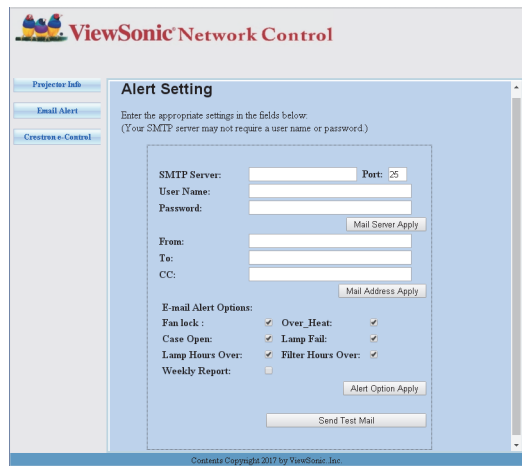 ViewSonic® Network Control
Projector Info
Email Alert
Crestron e-Control
Alert Setting
Enter the appropriate settings in the fields below:
(Your SMTP server may not require a user name or password.)
SMTP Server: Port: 25
User Name:
Password:
Mail Server Apply
From:
To:
CC:
Mail Address Apply
E-mail Alert Options:
Fan lock : Over_Heat:
Case Open: Lamp Fail:
Lamp Hours Over: Filter Hours Over:
Weekly Report:
Alert Option Apply
Send Test Mail
Contents Copyright 2017 by ViewSonic. Inc.